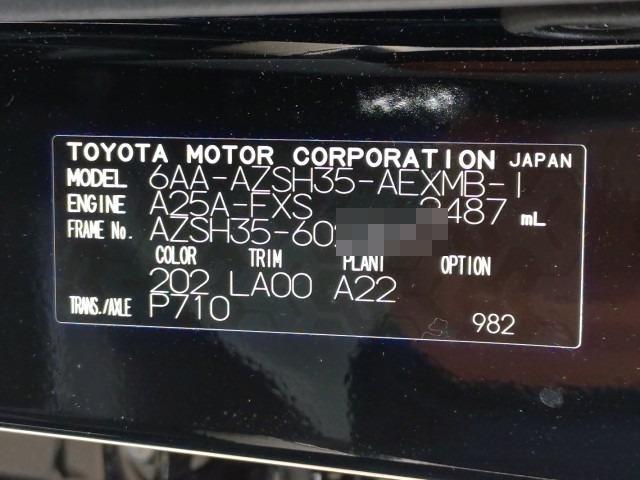 TOYOTA MOTOR CORPORATION JAPAN
MODEL 6AA-AZSH35-AEXMB-I
ENGINE A25A-FXS 2487 mL
FRAME No. AZSH35-60
COLOR TRIM PLANT OPTION
202 LA00 A22
TRANS./AXLE P710
982